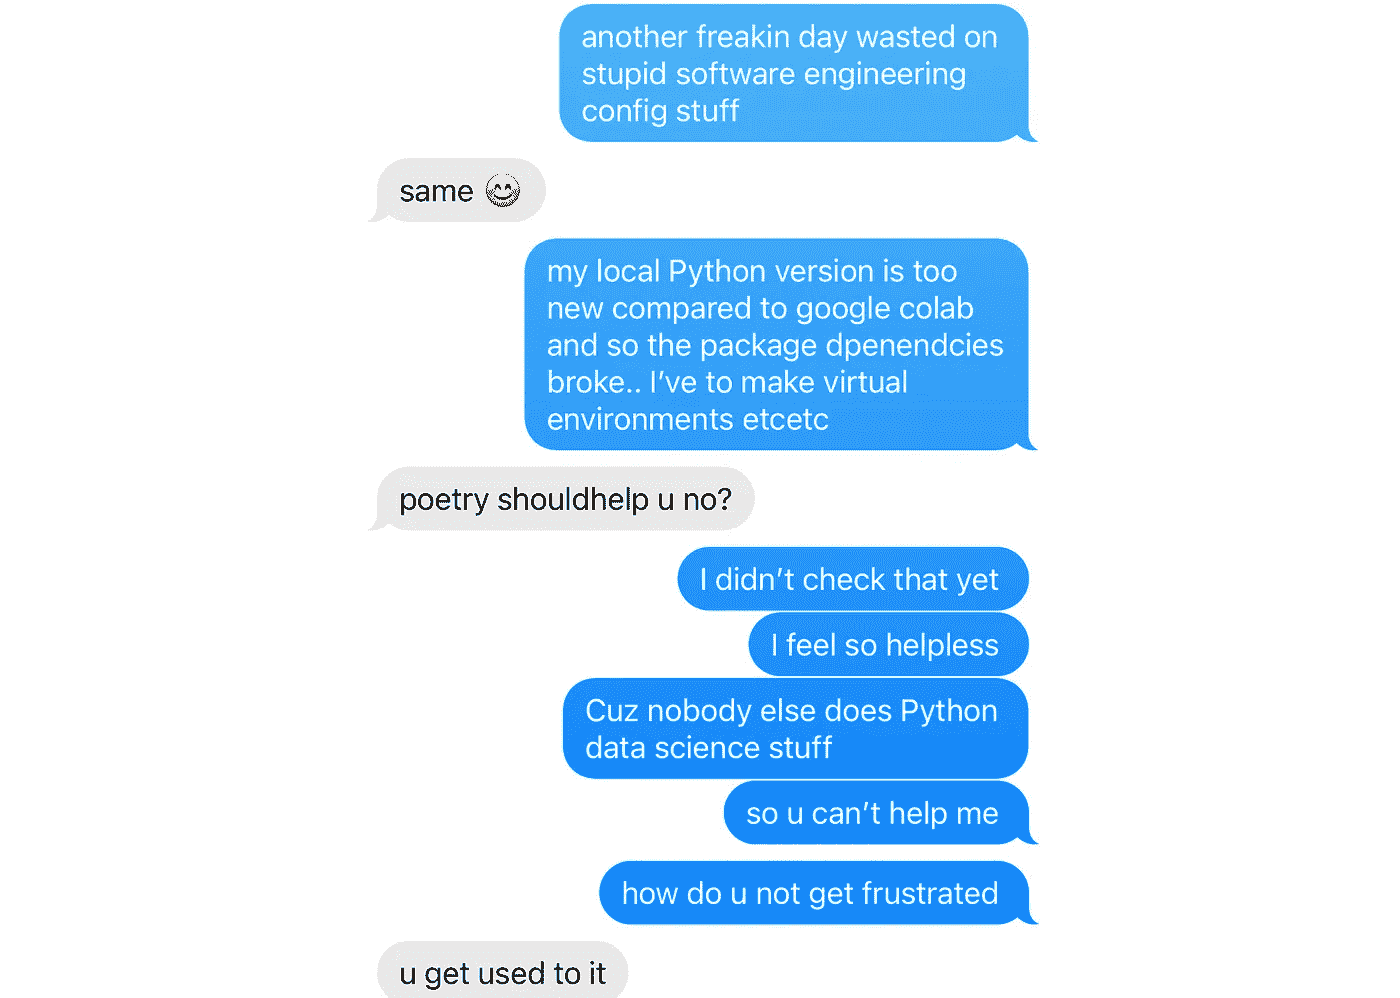 another freakin day wasted on
stupid software engineering
config stuff
same 😊
my local Python version is too
new compared to google colab
and so the package dpenendcies
broke.. I’ve to make virtual
environments etcetc
poetry shouldhelp u no?
I didn’t check that yet
I feel so helpless
Cuz nobody else does Python
data science stuff
so u can’t help me
how do u not get frustrated
u get used to it